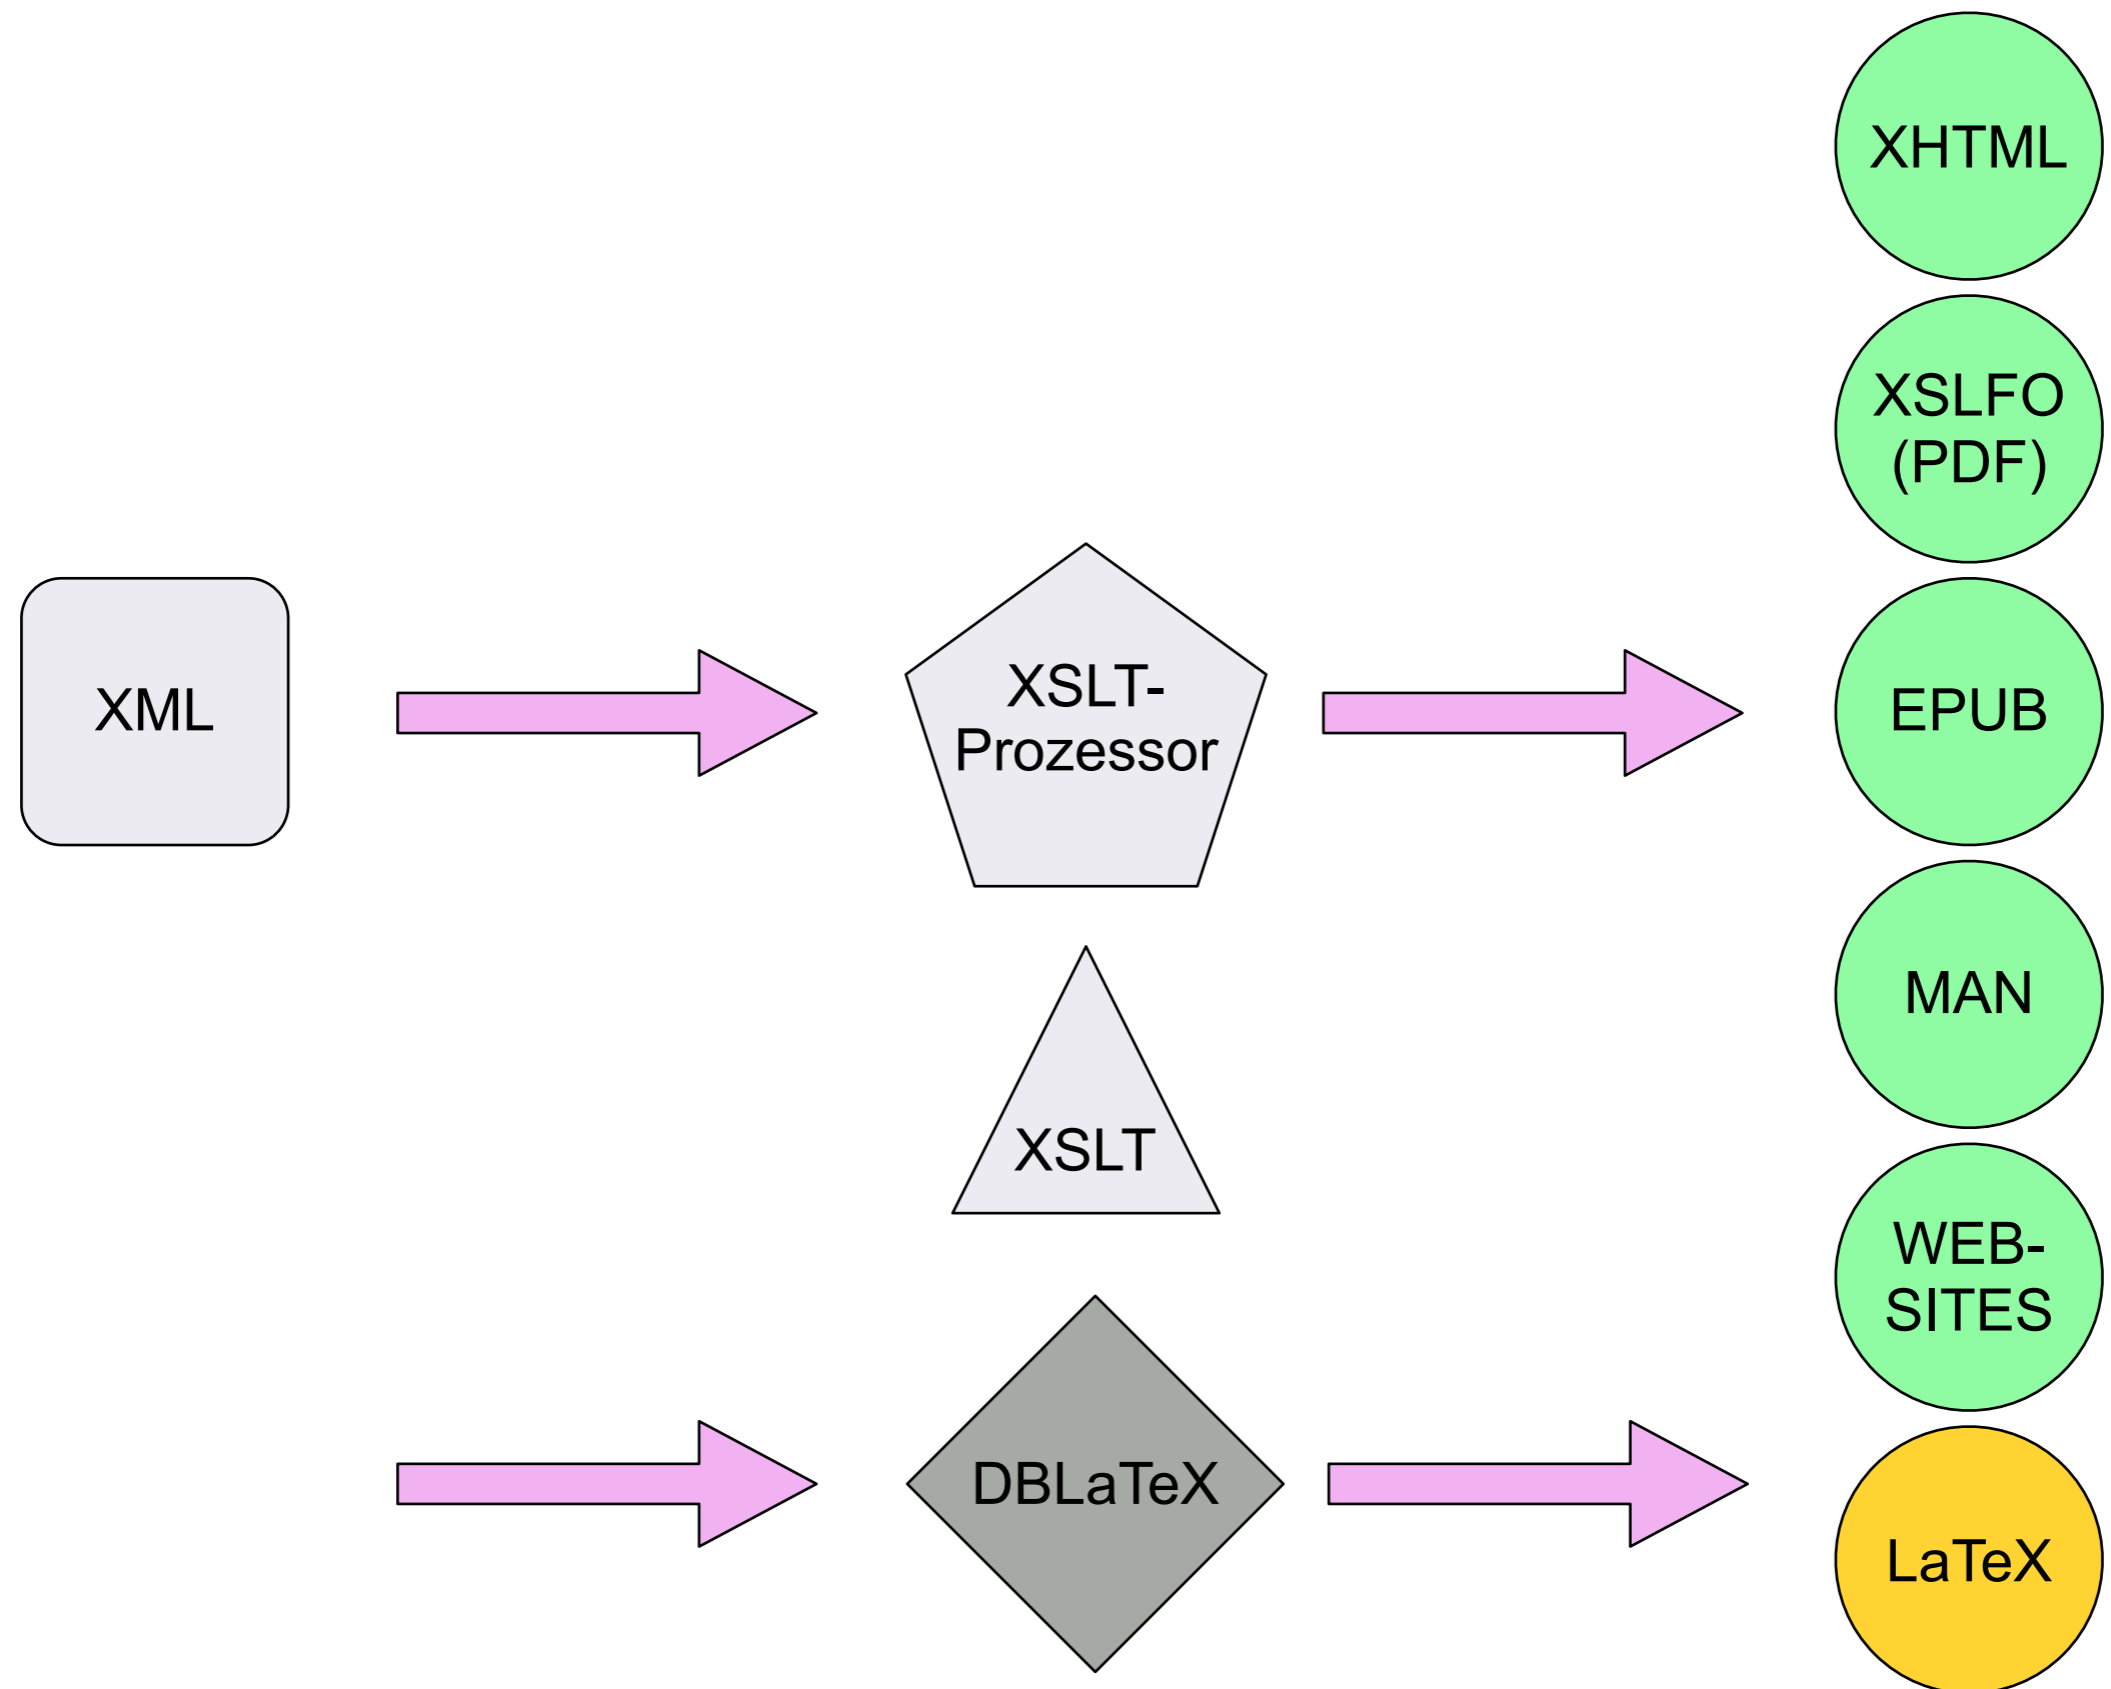 XHTML
XSLFO
(PDF)
XML
XSLT-
Prozessor
EPUB
MAN
XSLT
WEB-
SITES
DBLaTeX
LaTeX